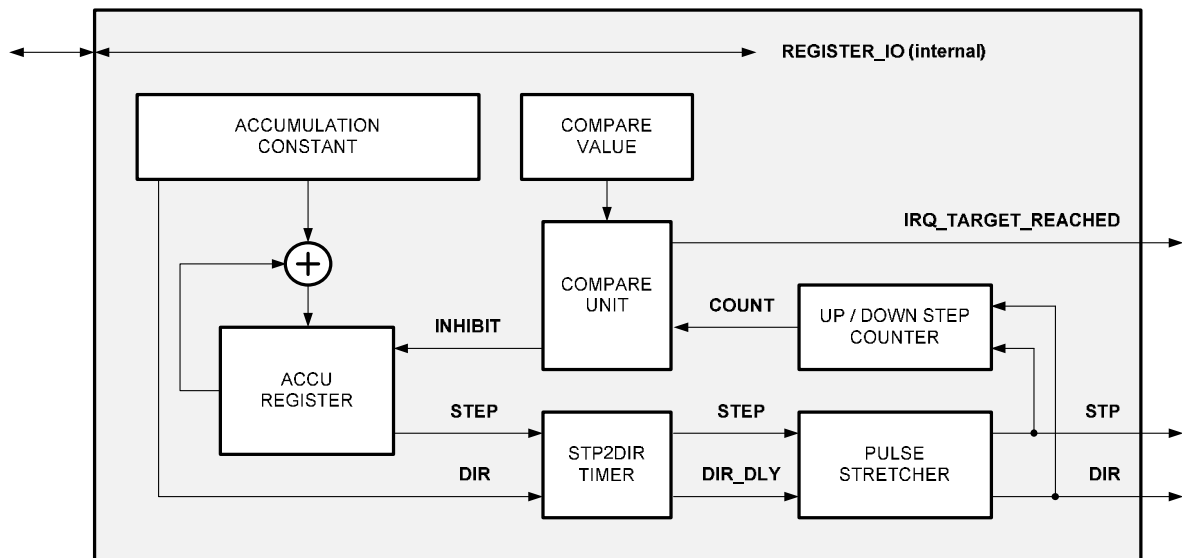 REGISTER_IO (internal)
ACCUMULATION
CONSTANT
COMPARE
VALUE
IRQ_TARGET_REACHED
COMPARE
UNIT
COUNT
UP / DOWN STEP
COUNTER
INHIBIT
ACCU
REGISTER
STEP
STP2DIR
TIMER
STEP
PULSE
STRETCHER
STP
DIR
DIR_DLY
DIR